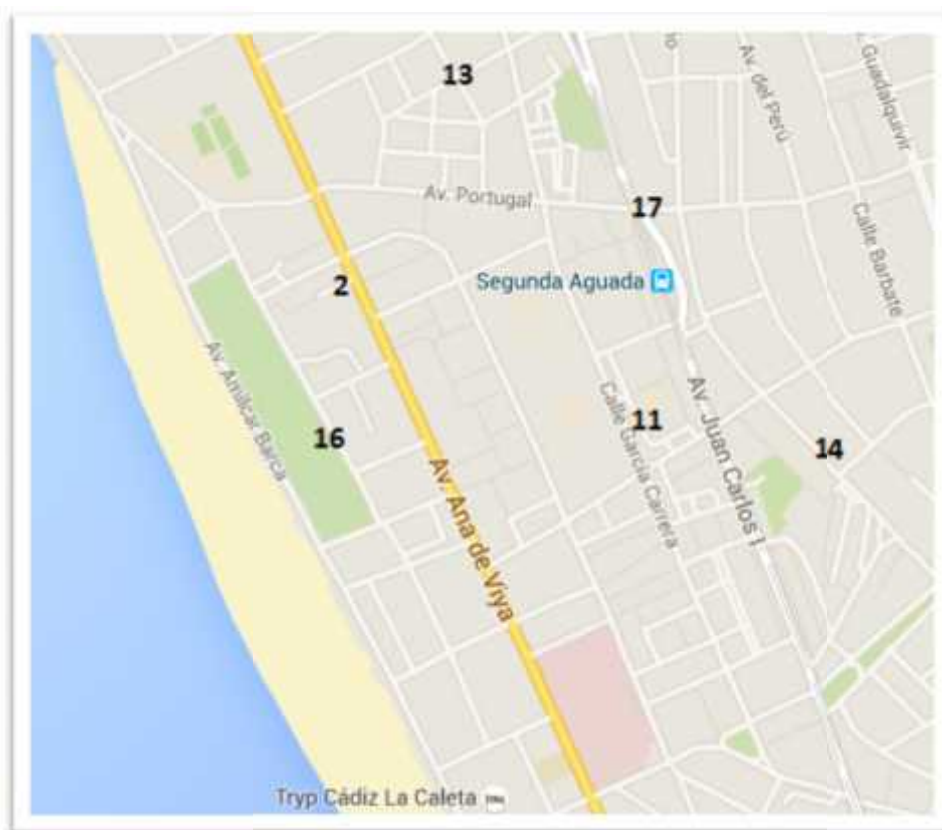 13
Av. del Perú
Guadalquivir
Av. Portugal
17
Calle Barbate
2
Segunda Aguada
Av. Amilcar Barca
16
Calle García Carrera
11
Av. Juan Carlos I
14
Av. Ana de Viya
Tryp Cádiz La Caleta